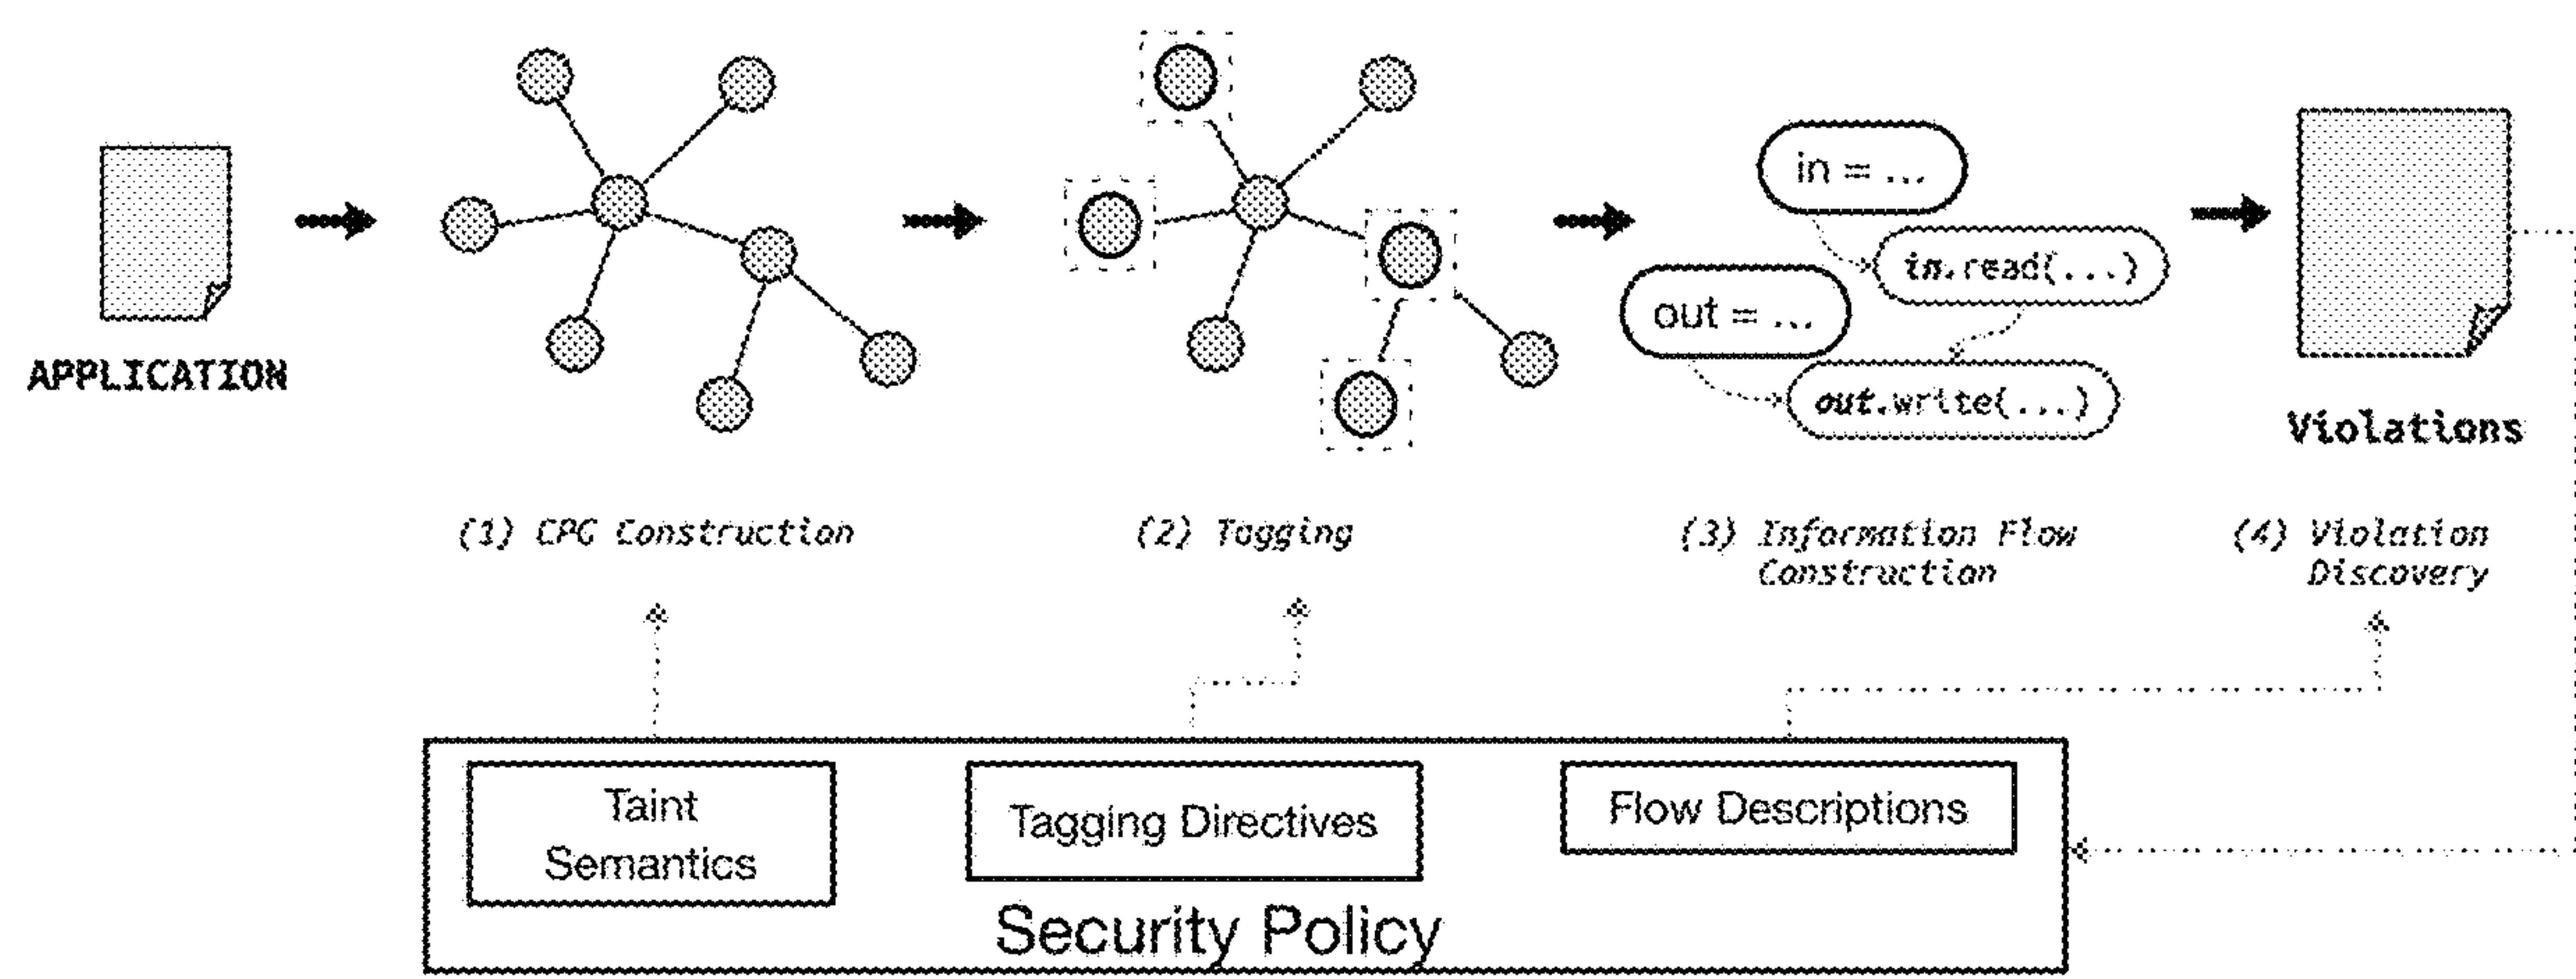 in = ...
in.read(...)
out = ...
out.write(...)
APPLICATION
Violations
(1) CPG Construction
(2) Tagging
(3) Information Flow
Construction
(4) Violation
Discovery
Taint
Semantics
Tagging Directives
Flow Descriptions
Security Policy